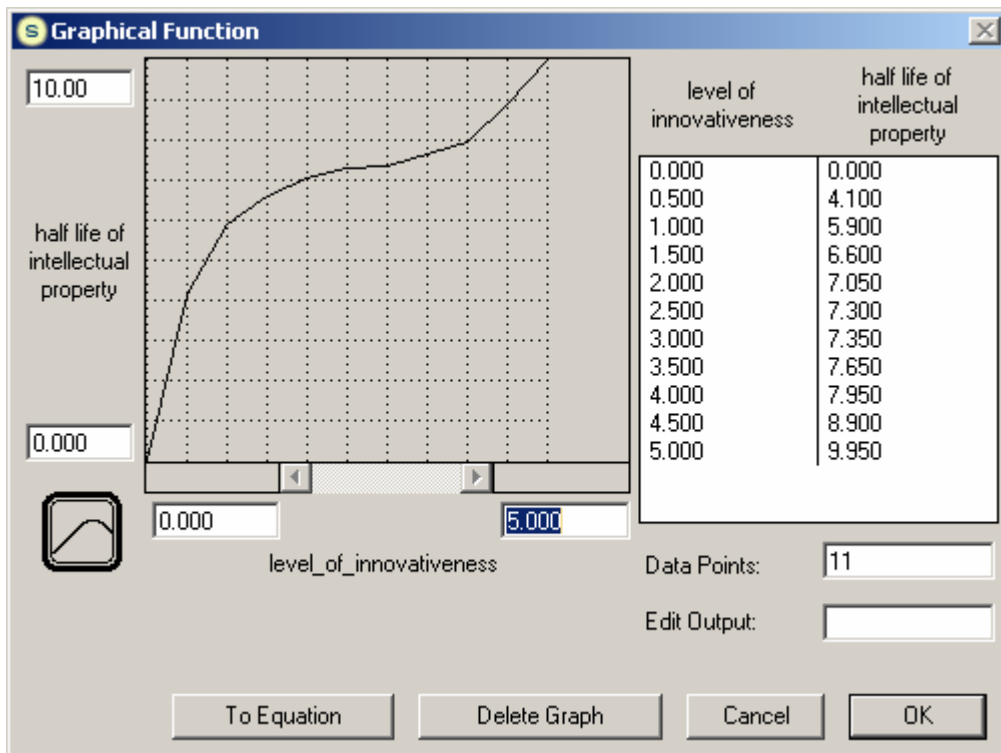 S Graphical Function
10.00
half life of
intellectual
property
0.000
0.000
5.000
level_of_innovativeness
level of
innovativeness
half life of
intellectual
property
0.000 0.000
0.500 4.100
1.000 5.900
1.500 6.600
2.000 7.050
2.500 7.300
3.000 7.350
3.500 7.650
4.000 7.950
4.500 8.900
5.000 9.950
Data Points: 11
Edit Output:
To Equation
Delete Graph
Cancel
OK